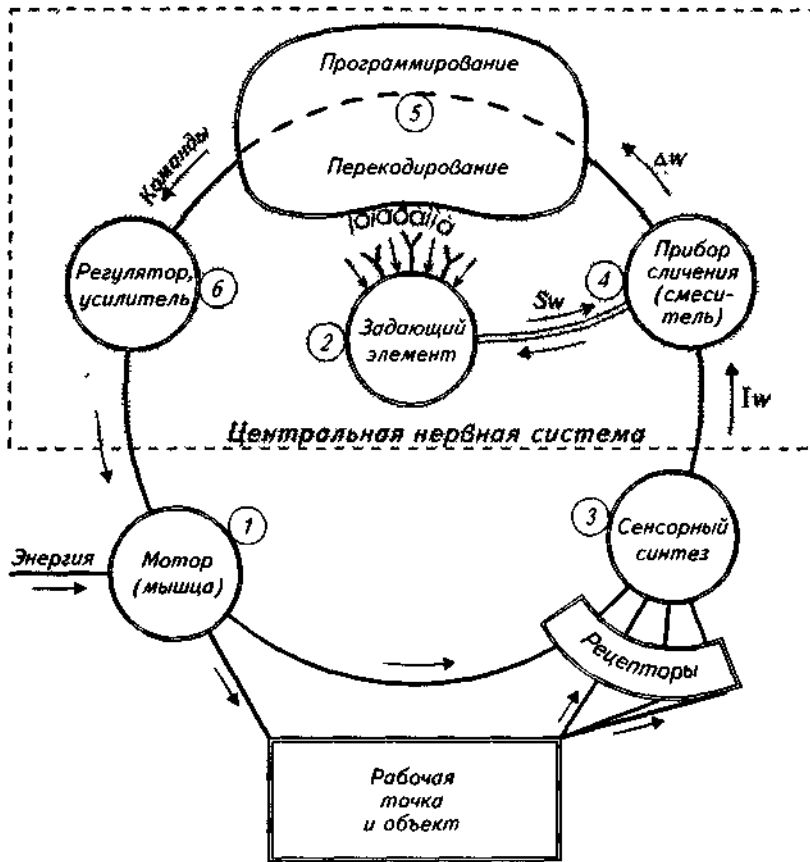 Программирование
5
Перекодирование
Команды
Δw
Регулятор,
усилитель
6
Прибор
сличения
(смеси-
тель)
4
Sw
2
Задающий
элемент
Iw
Центральная нервная система
1
3
Сенсорный
синтез
Энергия
Мотор
(мышца)
Рецепторы
Рабочая
точка
и объект